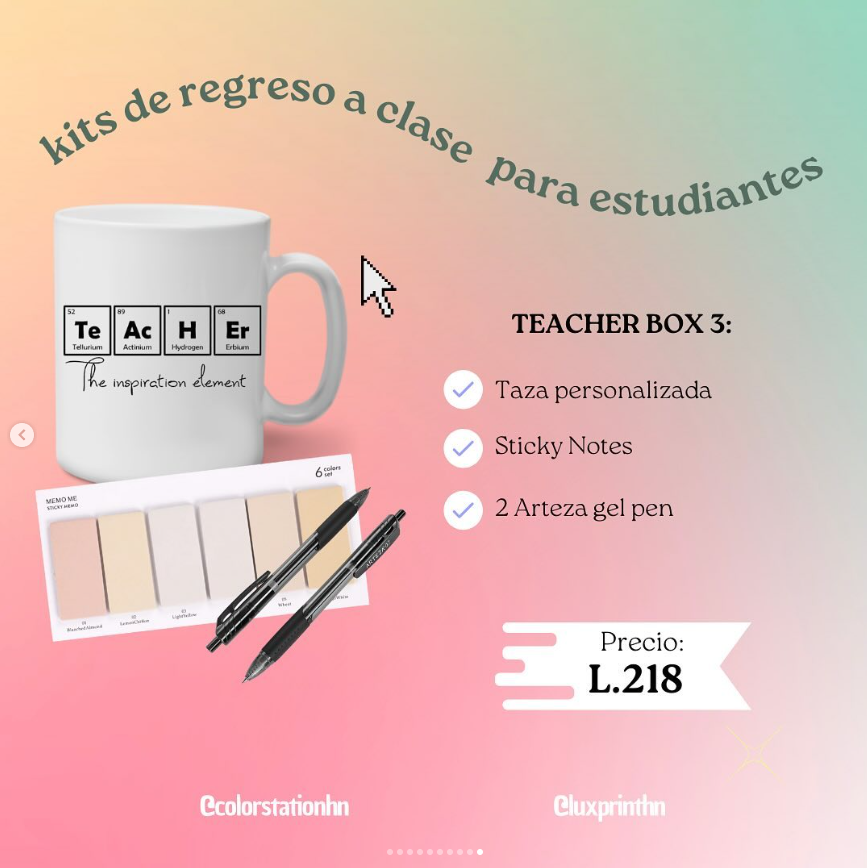 kits de regreso a clase para estudiantes
52 89 1 68
Te Ac H Er
Tellurium Actinium Hydrogen Erbium
The inspiration element
TEACHER BOX 3:
Taza personalizada
Sticky Notes
2 Arteza gel pen
6 colors
set
MEMO ME
STICKY MEMO
Wheat
ARTEZA
Precio:
L.218
@colorstationhn
@luxprinthn